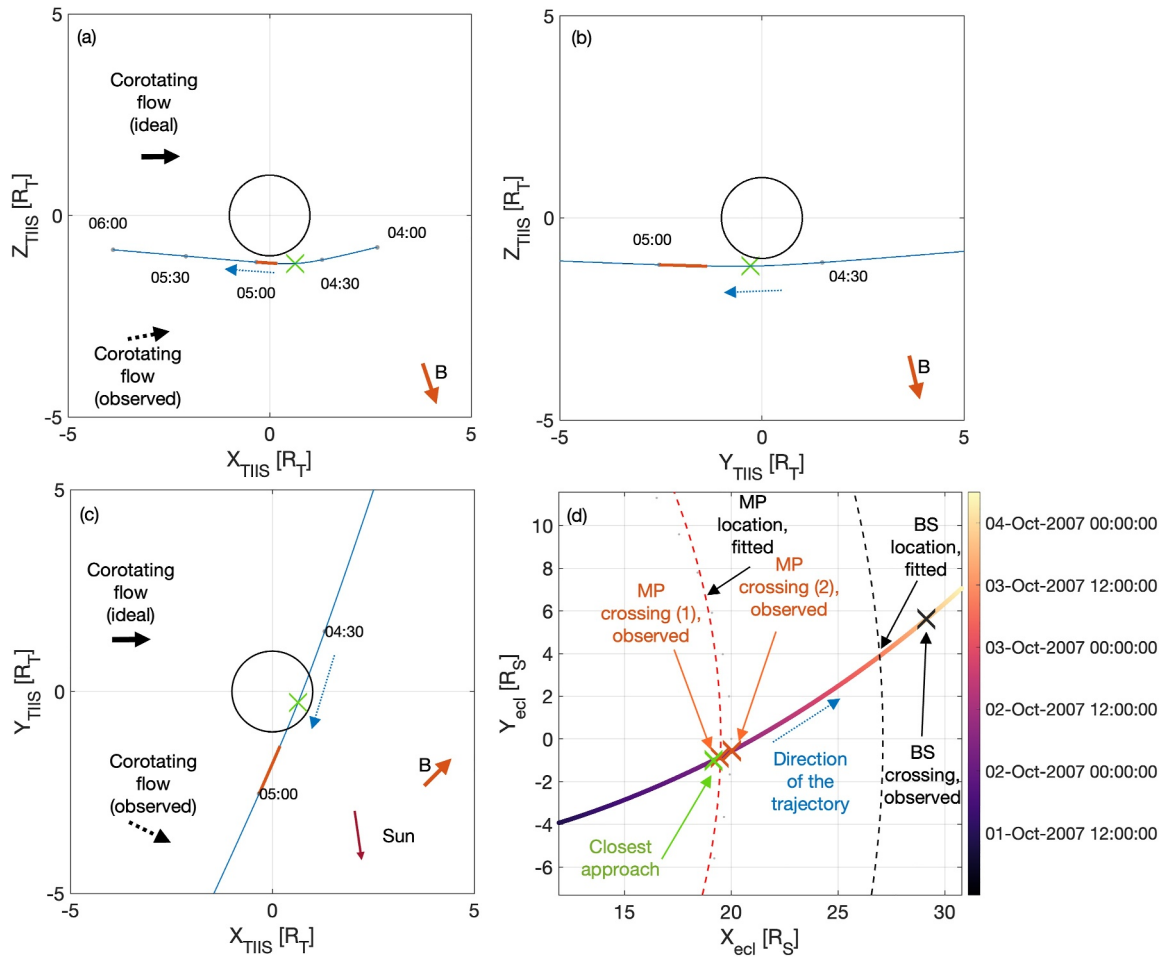 (a)
5
0
-5
Z_TIIS [R_T]
Corotating
flow
(ideal)
06:00
05:30
05:00
04:30
04:00
Corotating
flow
(observed)
B
-5
0
5
X_TIIS [R_T]
(b)
5
0
-5
Z_TIIS [R_T]
05:00
04:30
B
-5
0
5
Y_TIIS [R_T]
(c)
5
0
-5
Y_TIIS [R_T]
Corotating
flow
(ideal)
04:30
Corotating
flow
(observed)
05:00
B
Sun
-5
0
5
X_TIIS [R_T]
(d)
10
8
6
4
2
0
-2
-4
-6
Y_ecl [R_S]
MP
location,
fitted
BS
location,
fitted
MP
crossing (1),
observed
MP
crossing (2),
observed
Direction
of the
trajectory
BS
crossing,
observed
Closest
approach
15
20
25
30
X_ecl [R_S]
04-Oct-2007 00:00:00
03-Oct-2007 12:00:00
03-Oct-2007 00:00:00
02-Oct-2007 12:00:00
02-Oct-2007 00:00:00
01-Oct-2007 12:00:00